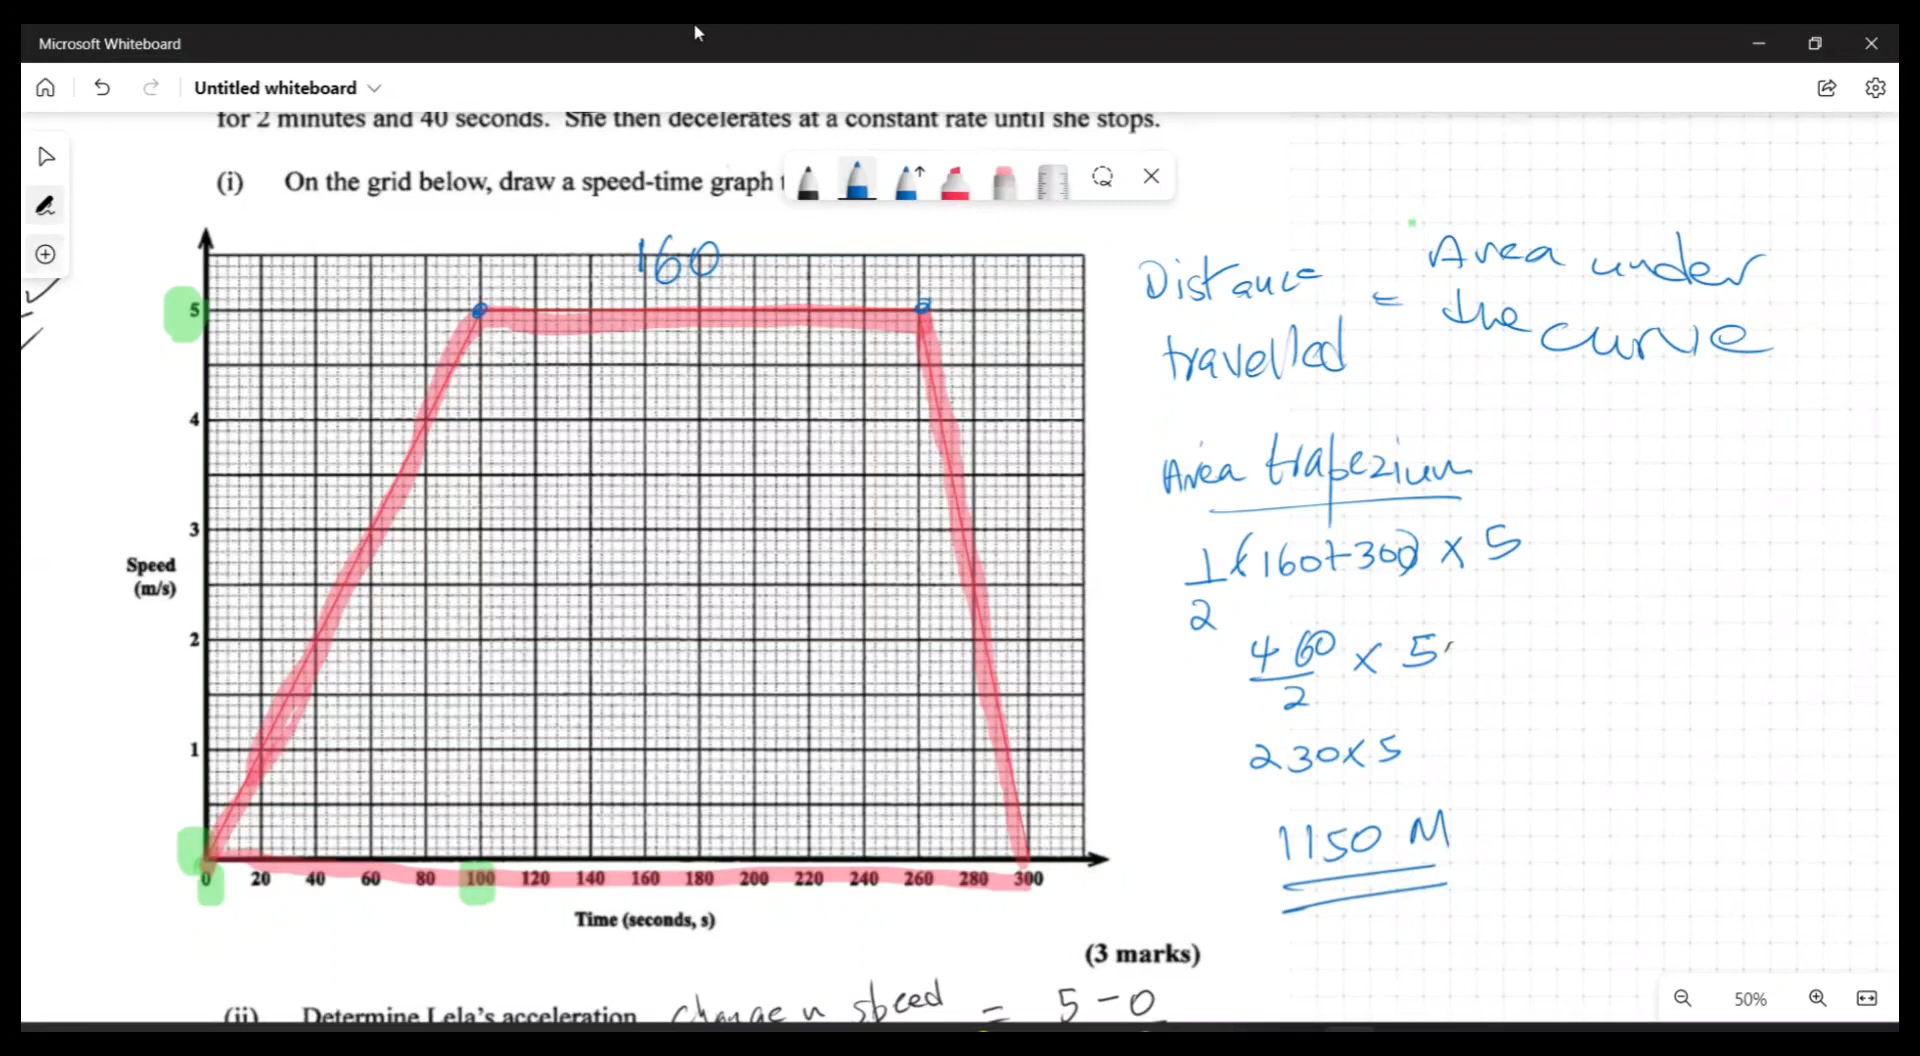 Microsoft Whiteboard
Untitled whiteboard
for 2 minutes and 40 seconds. She then decelerates at a constant rate until she stops.
(i) On the grid below, draw a speed-time graph
160
5
4
3
Speed
(m/s)
2
1
0 20 40 60 80 100 120 140 160 180 200 220 240 260 280 300
Time (seconds, s)
(3 marks)
Distance
travelled
= Area under
the curve
Area trapezium
1/2 (160+300) x 5
460/2 x 5
230x5
1150 M
(ii) Determine Lela's acceleration
change n speed = 5 - 0
50%